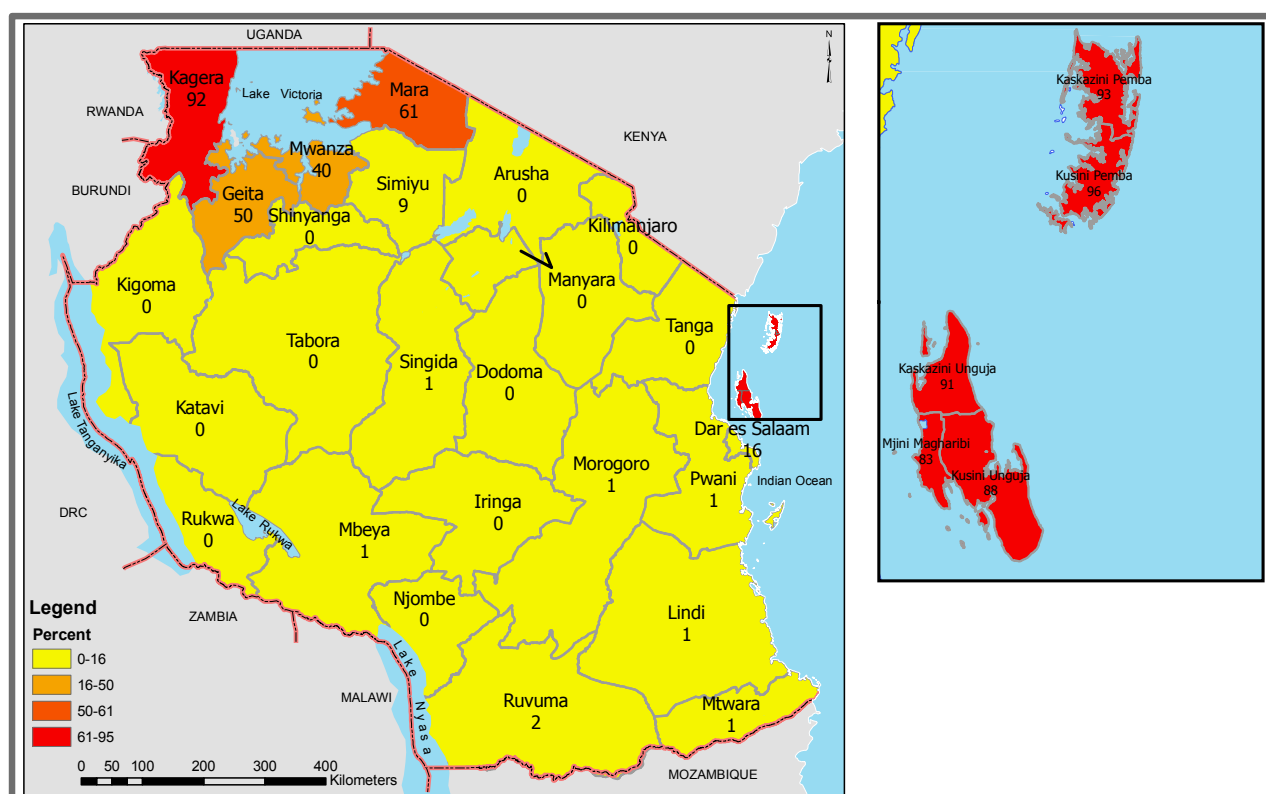 UGANDA
N
Kagera
92
Lake Victoria
Mara
61
RWANDA
KENYA
Mwanza
40
BURUNDI
Simiyu
9
Arusha
0
Geita
50
Shinyanga
0
Kilimanjaro
0
Kigoma
0
Manyara
0
Tanga
0
Tabora
0
Singida
1
Dodoma
0
Katavi
0
Lake Tanganyika
Dar es Salaam
16
Morogoro
1
Pwani
1
Indian Ocean
Iringa
0
DRC
Rukwa
0
Lake Rukwa
Mbeya
1
Njombe
0
Lindi
1
ZAMBIA
Lake Nyasa
MALAWI
Ruvuma
2
Mtwara
1
MOZAMBIQUE
Legend
Percent
0-16
16-50
50-61
61-95
0 50 100 200 300 400
Kilometers
Kaskazini Pemba
93
Kusini Pemba
96
Kaskazini Unguja
91
Mjini Magharibi
83
Kusini Unguja
88